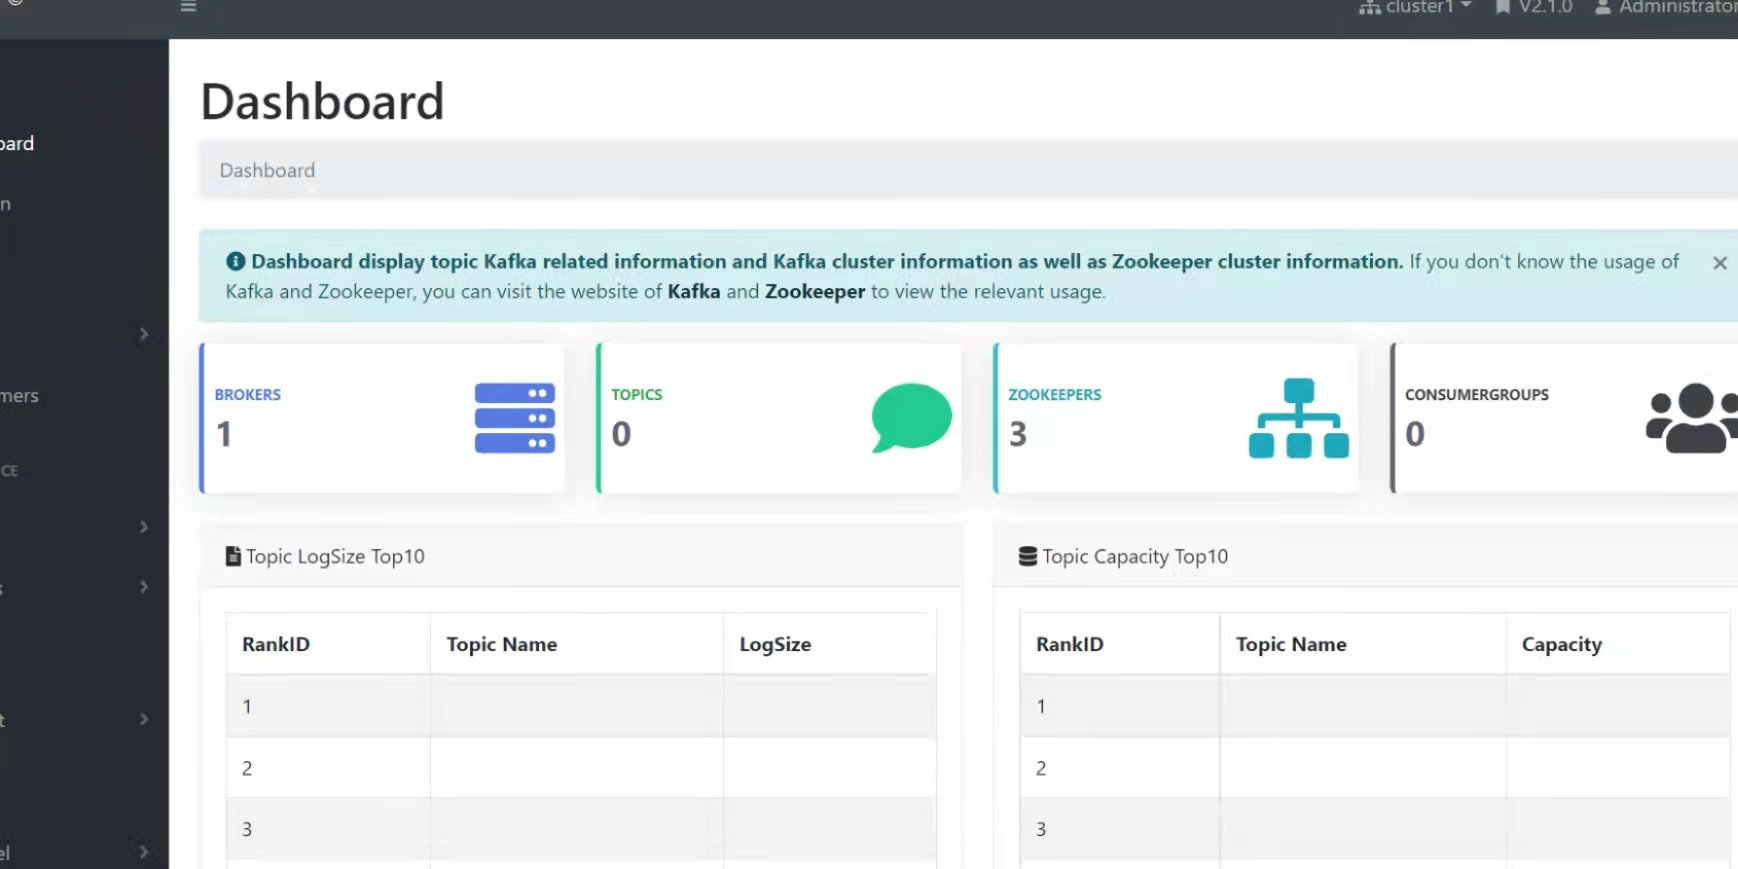 cluster1
V2.1.0
Administrator
Dashboard
Dashboard
Dashboard display topic Kafka related information and Kafka cluster information as well as Zookeeper cluster information. If you don't know the usage of
Kafka and Zookeeper, you can visit the website of Kafka and Zookeeper to view the relevant usage.
BROKERS
1
TOPICS
0
ZOOKEEPERS
3
CONSUMERGROUPS
0
Topic LogSize Top10
RankID Topic Name LogSize
1
2
3
Topic Capacity Top10
RankID Topic Name Capacity
1
2
3